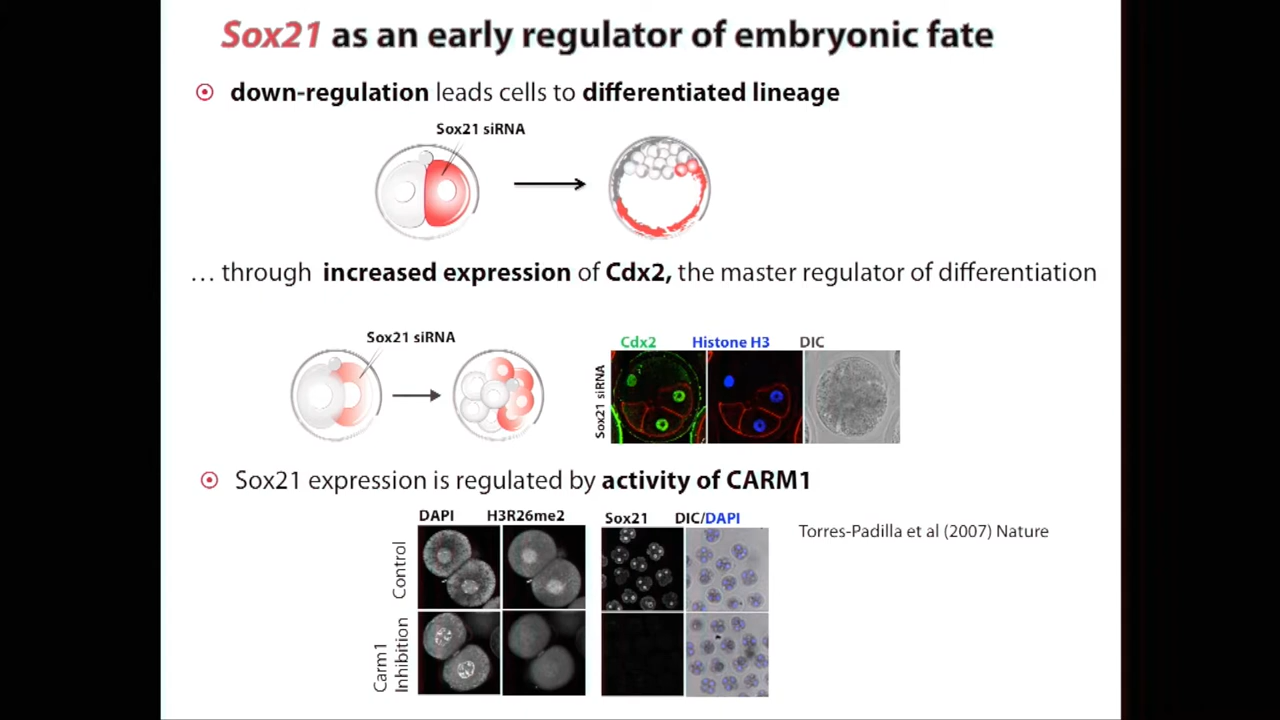 Sox21 as an early regulator of embryonic fate
down-regulation leads cells to differentiated lineage
Sox21 siRNA
… through increased expression of Cdx2, the master regulator of differentiation
Sox21 siRNA
Cdx2 Histone H3 DIC
Sox21 siRNA
Sox21 expression is regulated by activity of CARM1
DAPI H3R26me2 Sox21 DIC/DAPI
Torres-Padilla et al (2007) Nature
Control
Carm1
Inhibition